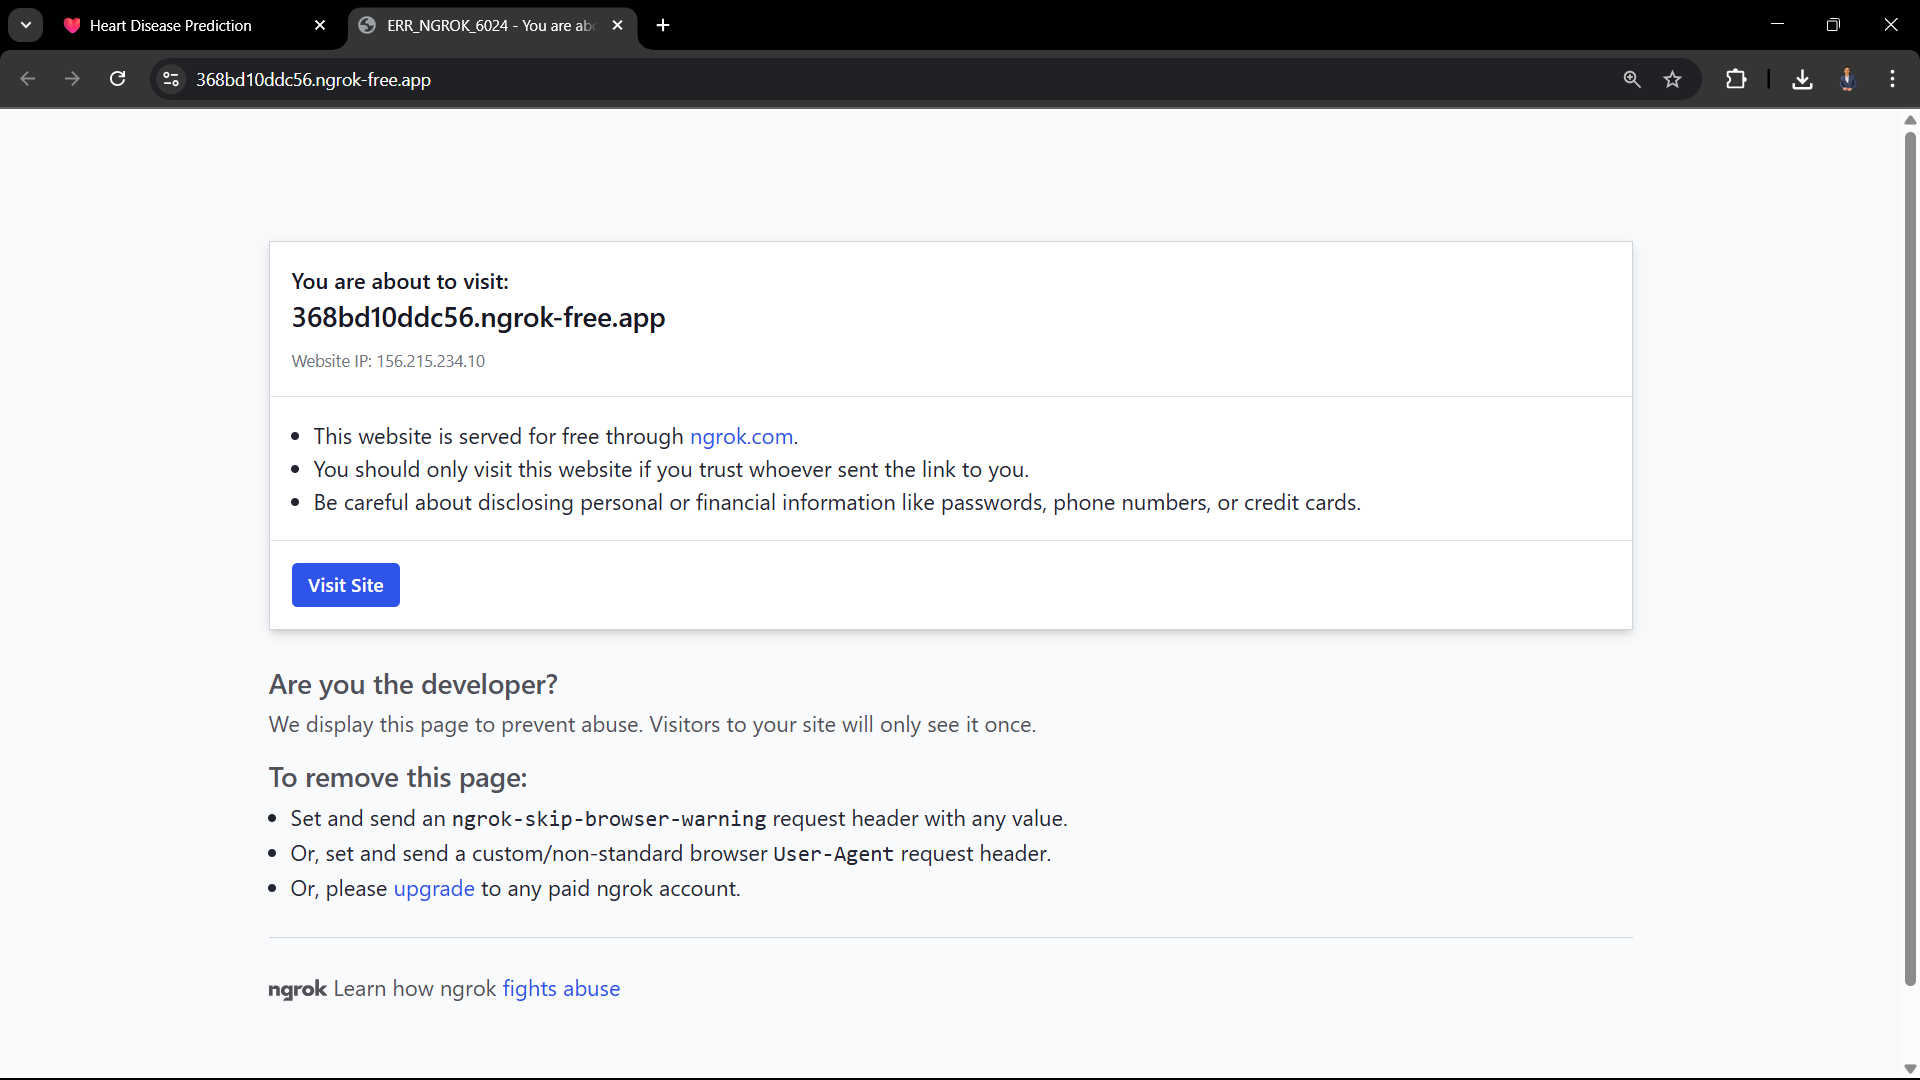 Heart Disease Prediction
ERR_NGROK_6024 - You are ab
368bd10ddc56.ngrok-free.app
You are about to visit:
368bd10ddc56.ngrok-free.app
Website IP: 156.215.234.10
This website is served for free through ngrok.com.
You should only visit this website if you trust whoever sent the link to you.
Be careful about disclosing personal or financial information like passwords, phone numbers, or credit cards.
Visit Site
Are you the developer?
We display this page to prevent abuse. Visitors to your site will only see it once.
To remove this page:
Set and send an ngrok-skip-browser-warning request header with any value.
Or, set and send a custom/non-standard browser User-Agent request header.
Or, please upgrade to any paid ngrok account.
ngrok Learn how ngrok fights abuse